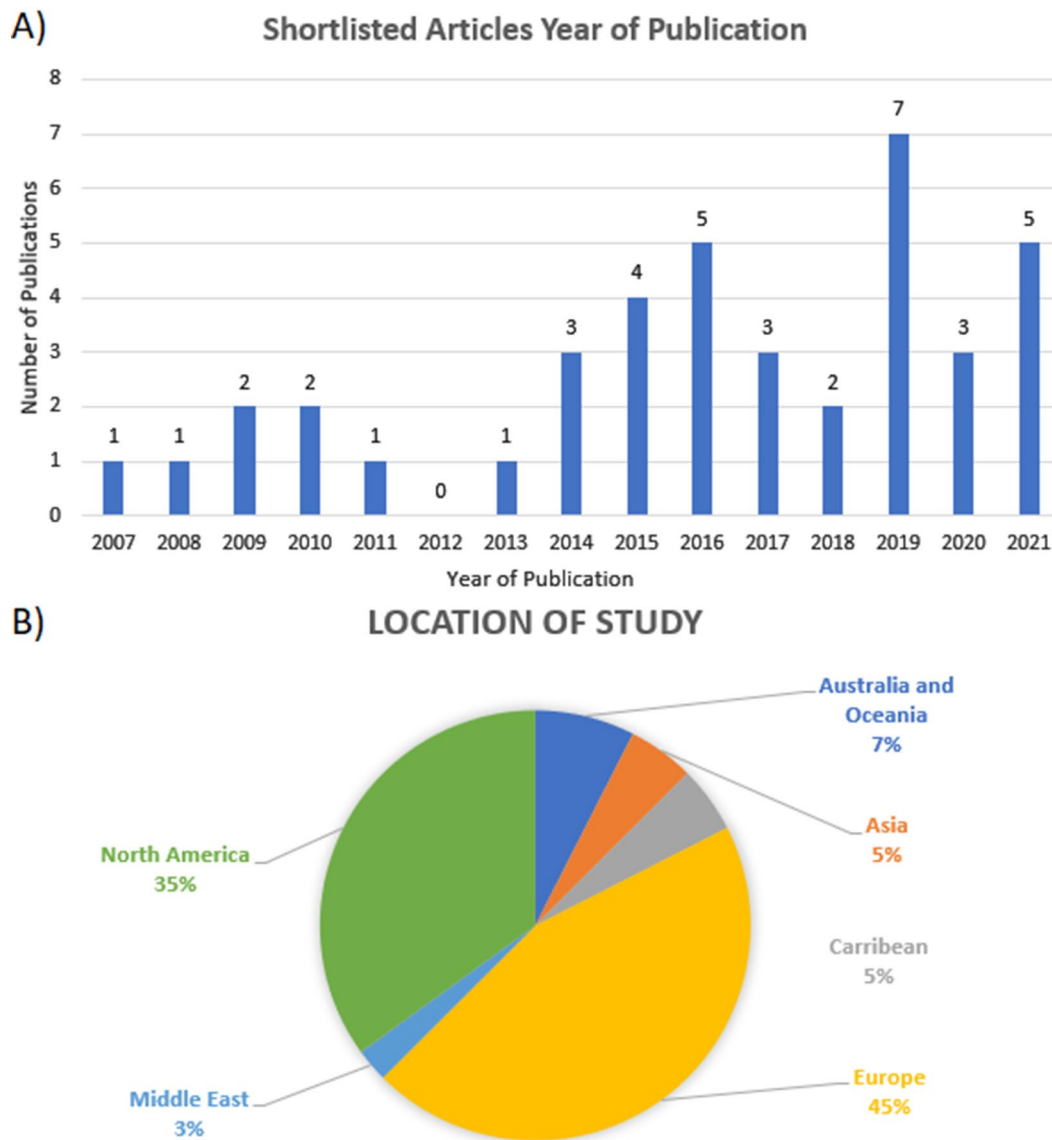 A)
Shortlisted Articles Year of Publication
8
7
6
5
4
3
2
1
0
Number of Publications
1
1
2
2
1
0
1
3
4
5
3
2
7
3
5
2007 2008 2009 2010 2011 2012 2013 2014 2015 2016 2017 2018 2019 2020 2021
Year of Publication
B)
LOCATION OF STUDY
Australia and
Oceania
7%
Asia
5%
North America
35%
Carribean
5%
Europe
45%
Middle East
3%